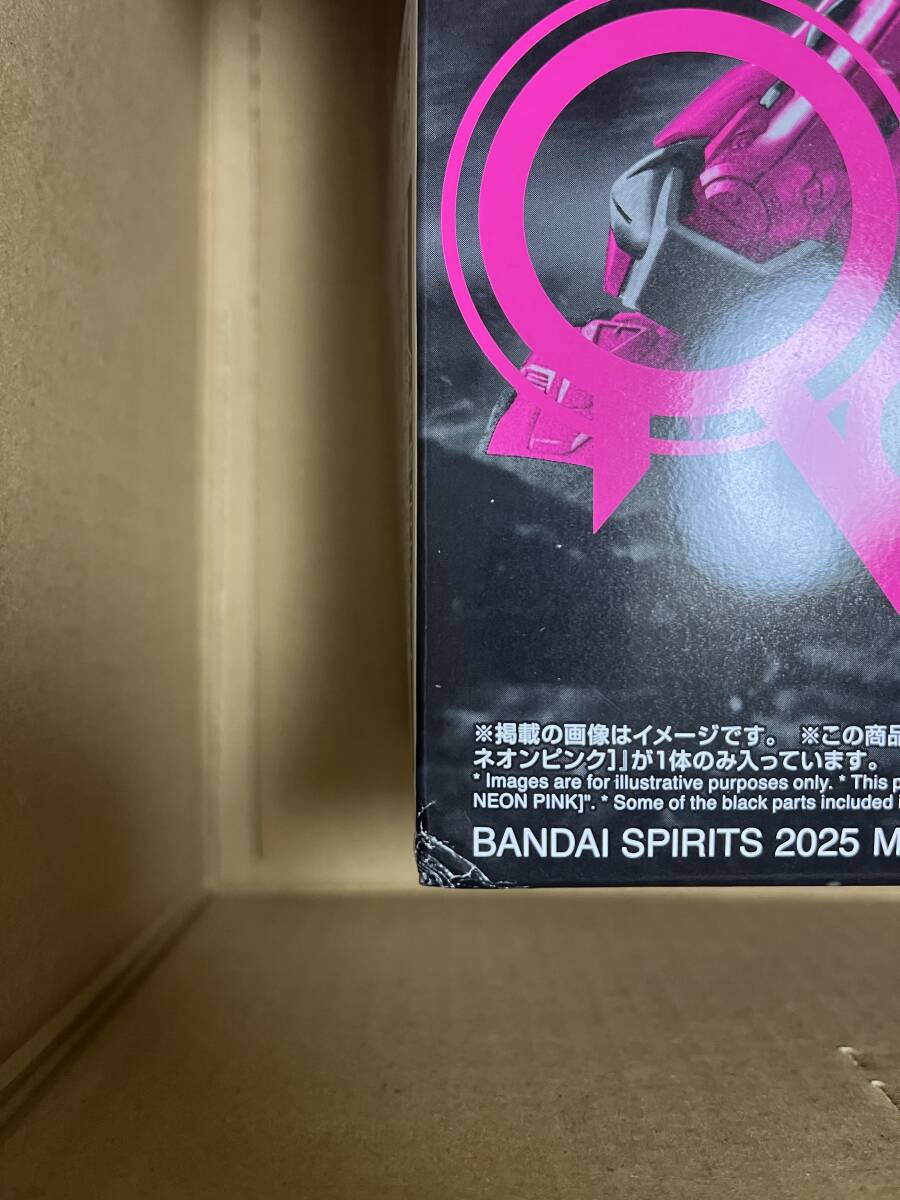 ※掲載の画像はイメージです。 ※この商品
ネオンピンク]』が1体のみ入っています。
* Images are for illustrative purposes only. * This p
NEON PINK]". * Some of the black parts included i
BANDAI SPIRITS 2025 M